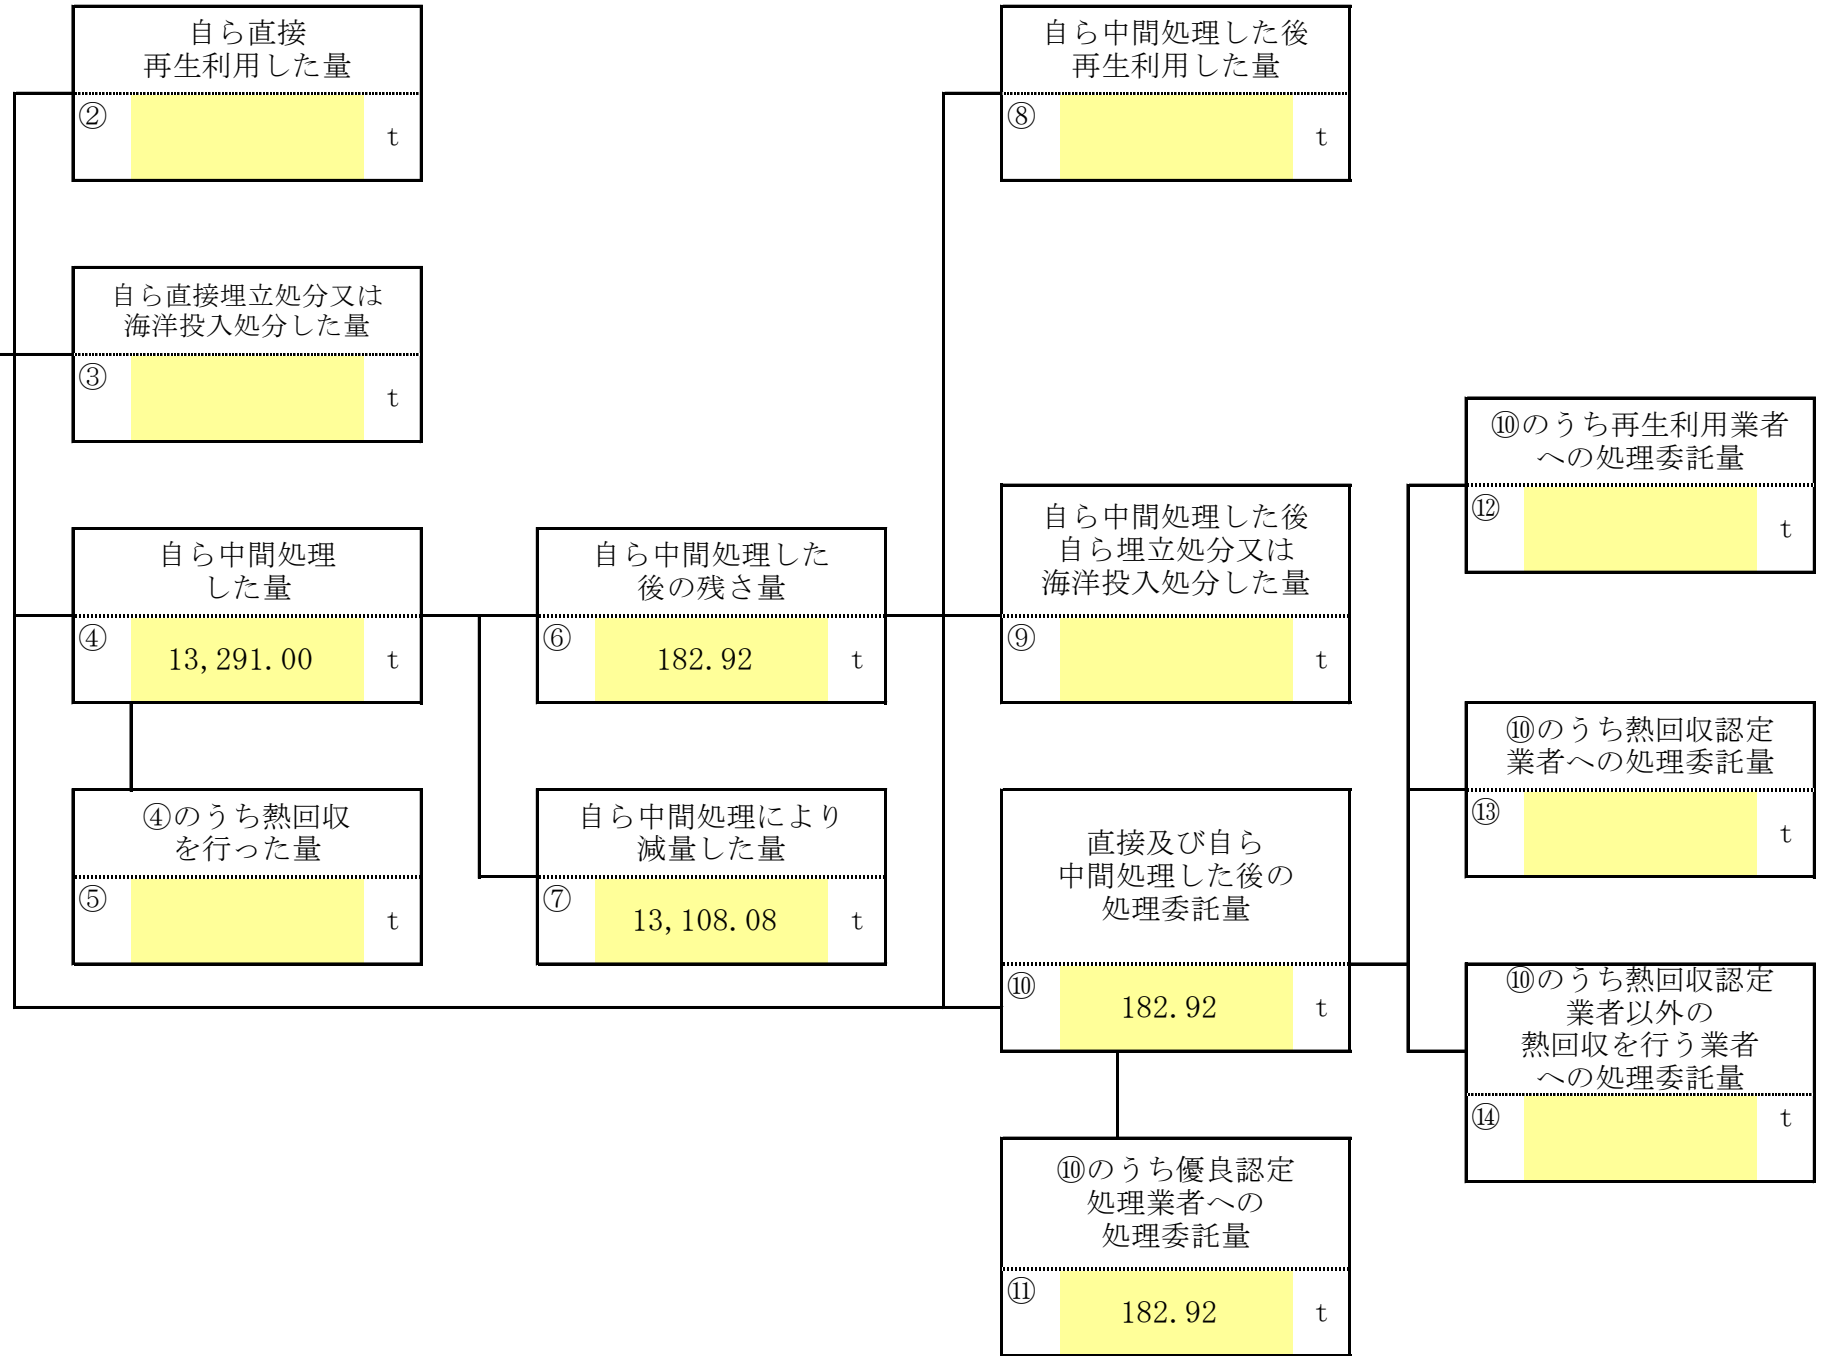 自ら直接
再生利用した量
②
t
自ら中間処理した後
再生利用した量
⑧
t
自ら直接埋立処分又は
海洋投入処分した量
③
t
⑩のうち再生利用業者
への処理委託量
⑫
t
自ら中間処理
した量
④
13,291.00 t
自ら中間処理した
後の残さ量
⑥
182.92 t
自ら中間処理した後
自ら埋立処分又は
海洋投入処分した量
⑨
t
⑩のうち熱回収認定
業者への処理委託量
⑬
t
④のうち熱回収
を行った量
⑤
t
自ら中間処理により
減量した量
⑦
13,108.08 t
直接及び自ら
中間処理した後の
処理委託量
⑩
182.92 t
⑩のうち熱回収認定
業者以外の
熱回収を行う業者
への処理委託量
⑭
t
⑩のうち優良認定
処理業者への
処理委託量
⑪
182.92 t